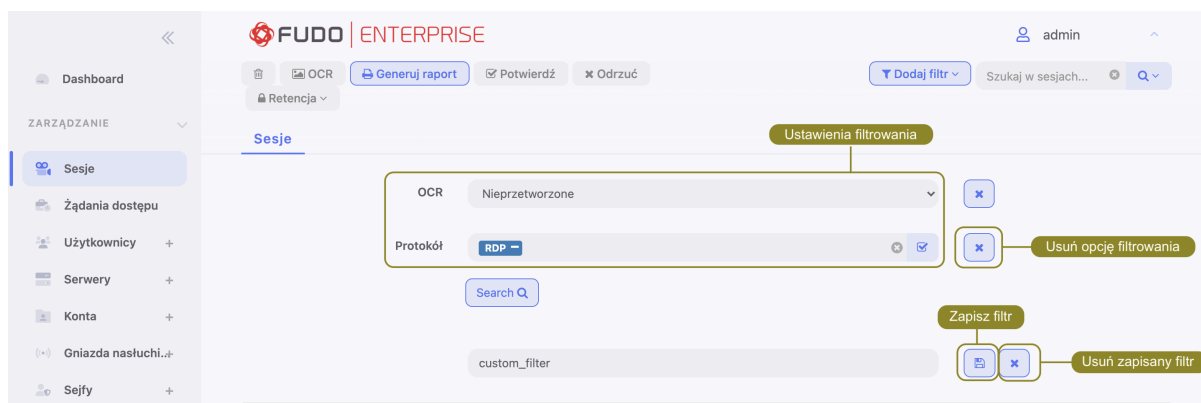 FUDO ENTERPRISE
admin
Dashboard
OCR
Generuj raport
Potwierdź
Odrzuć
Dodaj filtr
Szukaj w sesjach...
Retencja
ZARZĄDZANIE
Sesje
Ustawienia filtrowania
Sesje
OCR
Nieprzetworzone
Żądania dostępu
Użytkownicy +
Protokół
RDP
Usuń opcję filtrowania
Serwery +
Search
Konta +
Zapisz filtr
Gniazda nasłuchi..+
custom_filter
Usuń zapisany filtr
Sejfy +